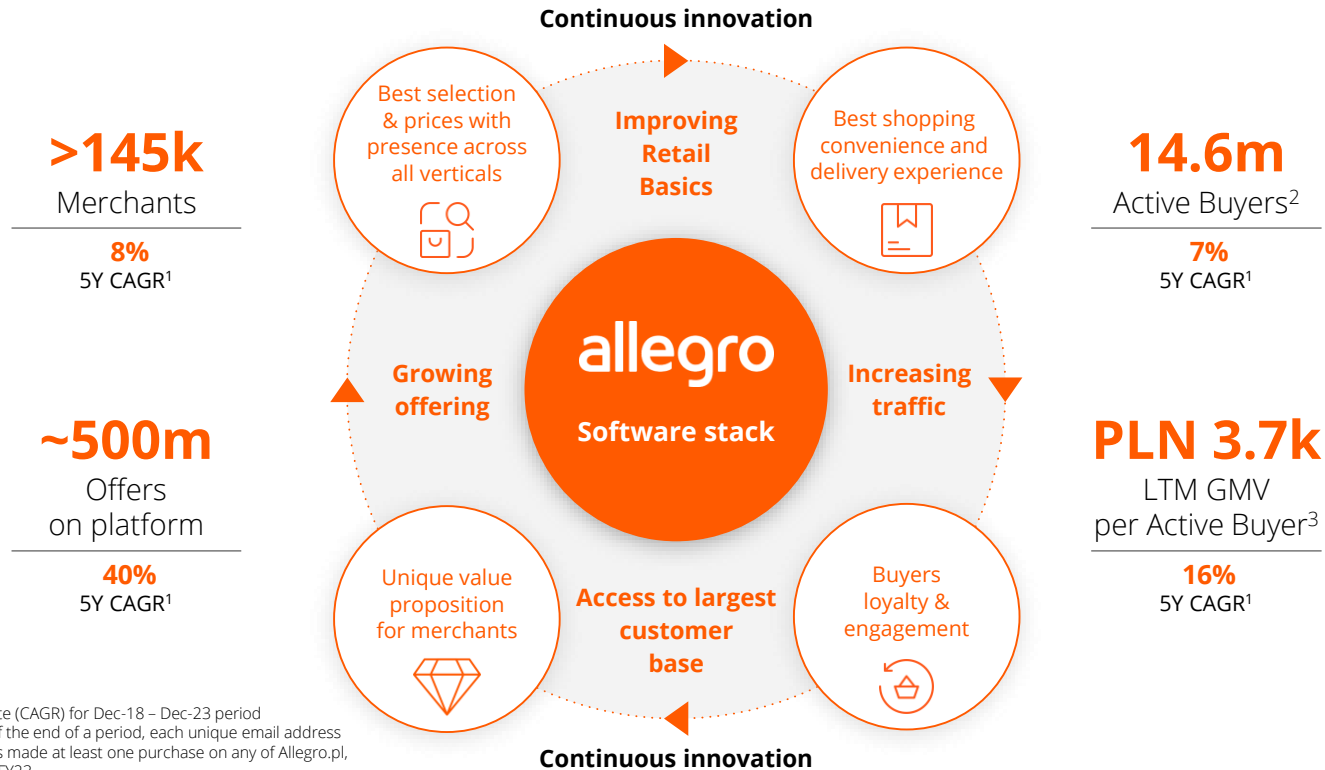 Continuous innovation
>145k
Merchants
8%
5Y CAGR¹
~500m
Offers
on platform
40%
5Y CAGR¹
Best selection
& prices with
presence across
all verticals
Improving
Retail
Basics
Best shopping
convenience and
delivery experience
Growing
offering
allegro
Software stack
Increasing
traffic
Unique value
proposition
for merchants
Access to largest
customer
base
Buyers
loyalty &
engagement
14.6m
Active Buyers²
7%
5Y CAGR¹
PLN 3.7k
LTM GMV
per Active Buyer³
16%
5Y CAGR¹
(CAGR) for Dec-18 – Dec-23 period
the end of a period, each unique email address
made at least one purchase on any of Allegro.pl,
Continuous innovation